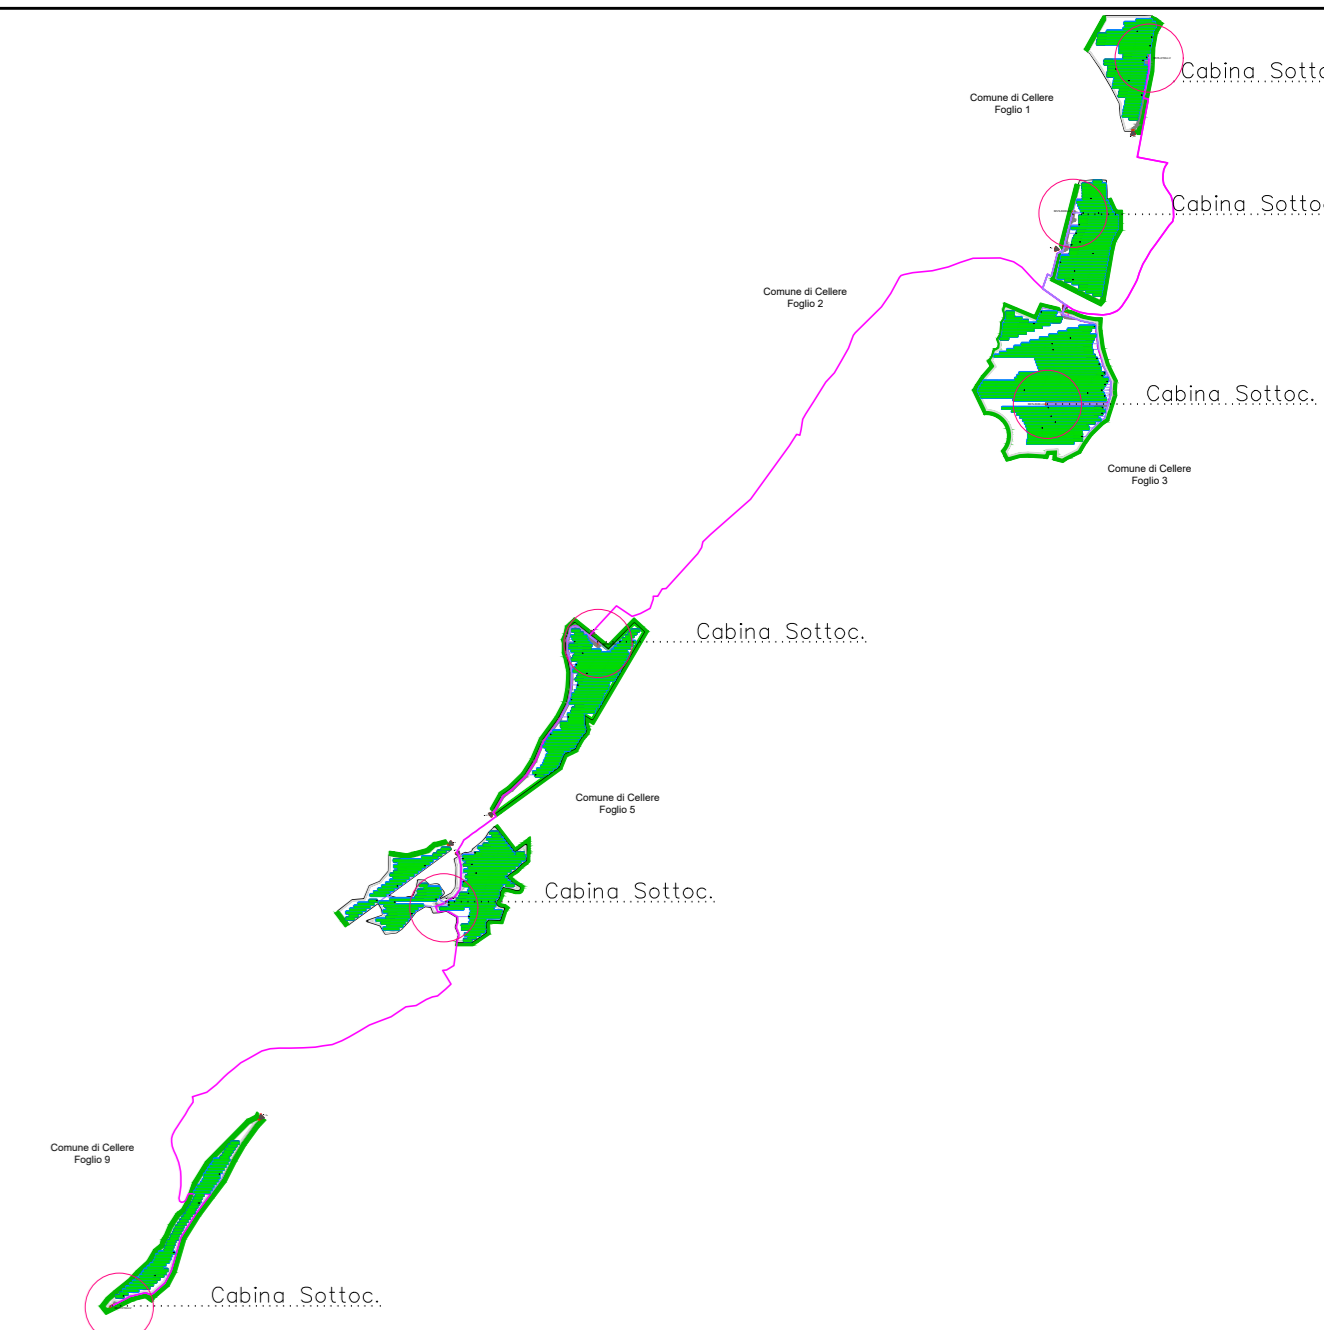 Cabina Sotto
Comune di Cellere
Foglio 1
Cabina Sotto
Comune di Cellere
Foglio 2
Cabina Sottoc.
Comune di Cellere
Foglio 3
Cabina Sottoc.
Comune di Cellere
Foglio 5
Cabina Sottoc.
Comune di Cellere
Foglio 9
Cabina Sottoc.